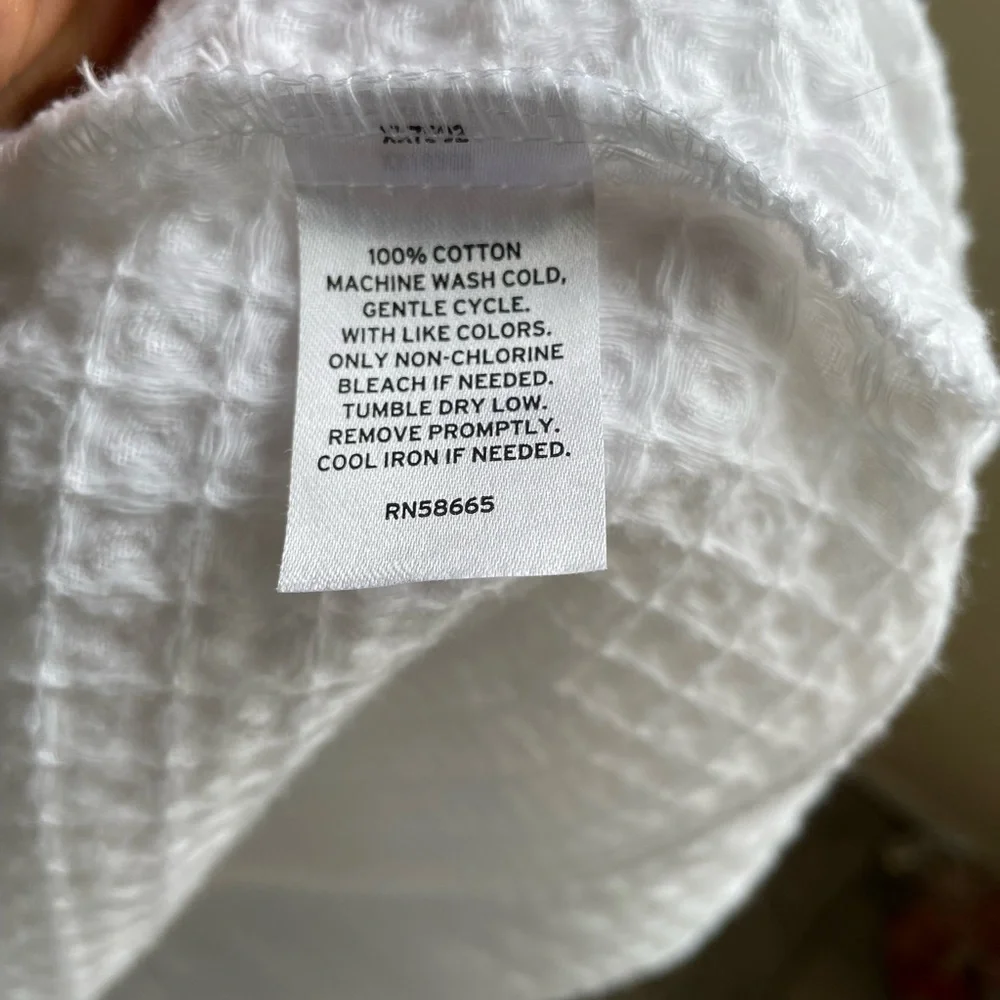 100% COTTON
MACHINE WASH COLD,
GENTLE CYCLE.
WITH LIKE COLORS.
ONLY NON-CHLORINE
BLEACH IF NEEDED.
TUMBLE DRY LOW.
REMOVE PROMPTLY.
COOL IRON IF NEEDED.
RN58665